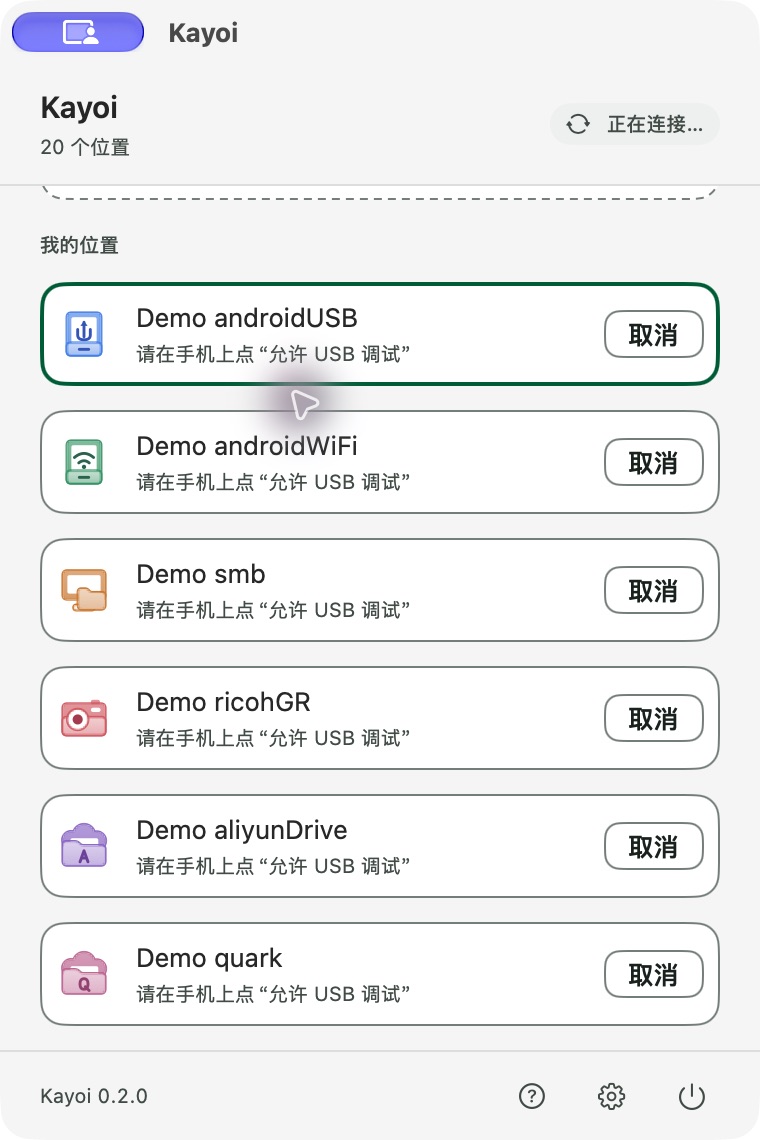 Kayoi
Kayoi
20 个位置
正在连接...
我的位置
Demo androidUSB
请在手机上点“允许 USB 调试”
取消
Demo androidWiFi
请在手机上点“允许 USB 调试”
取消
Demo smb
请在手机上点“允许 USB 调试”
取消
Demo ricohGR
请在手机上点“允许 USB 调试”
取消
Demo aliyunDrive
请在手机上点“允许 USB 调试”
取消
A
Demo quark
请在手机上点“允许 USB 调试”
取消
Q
Kayoi 0.2.0
?